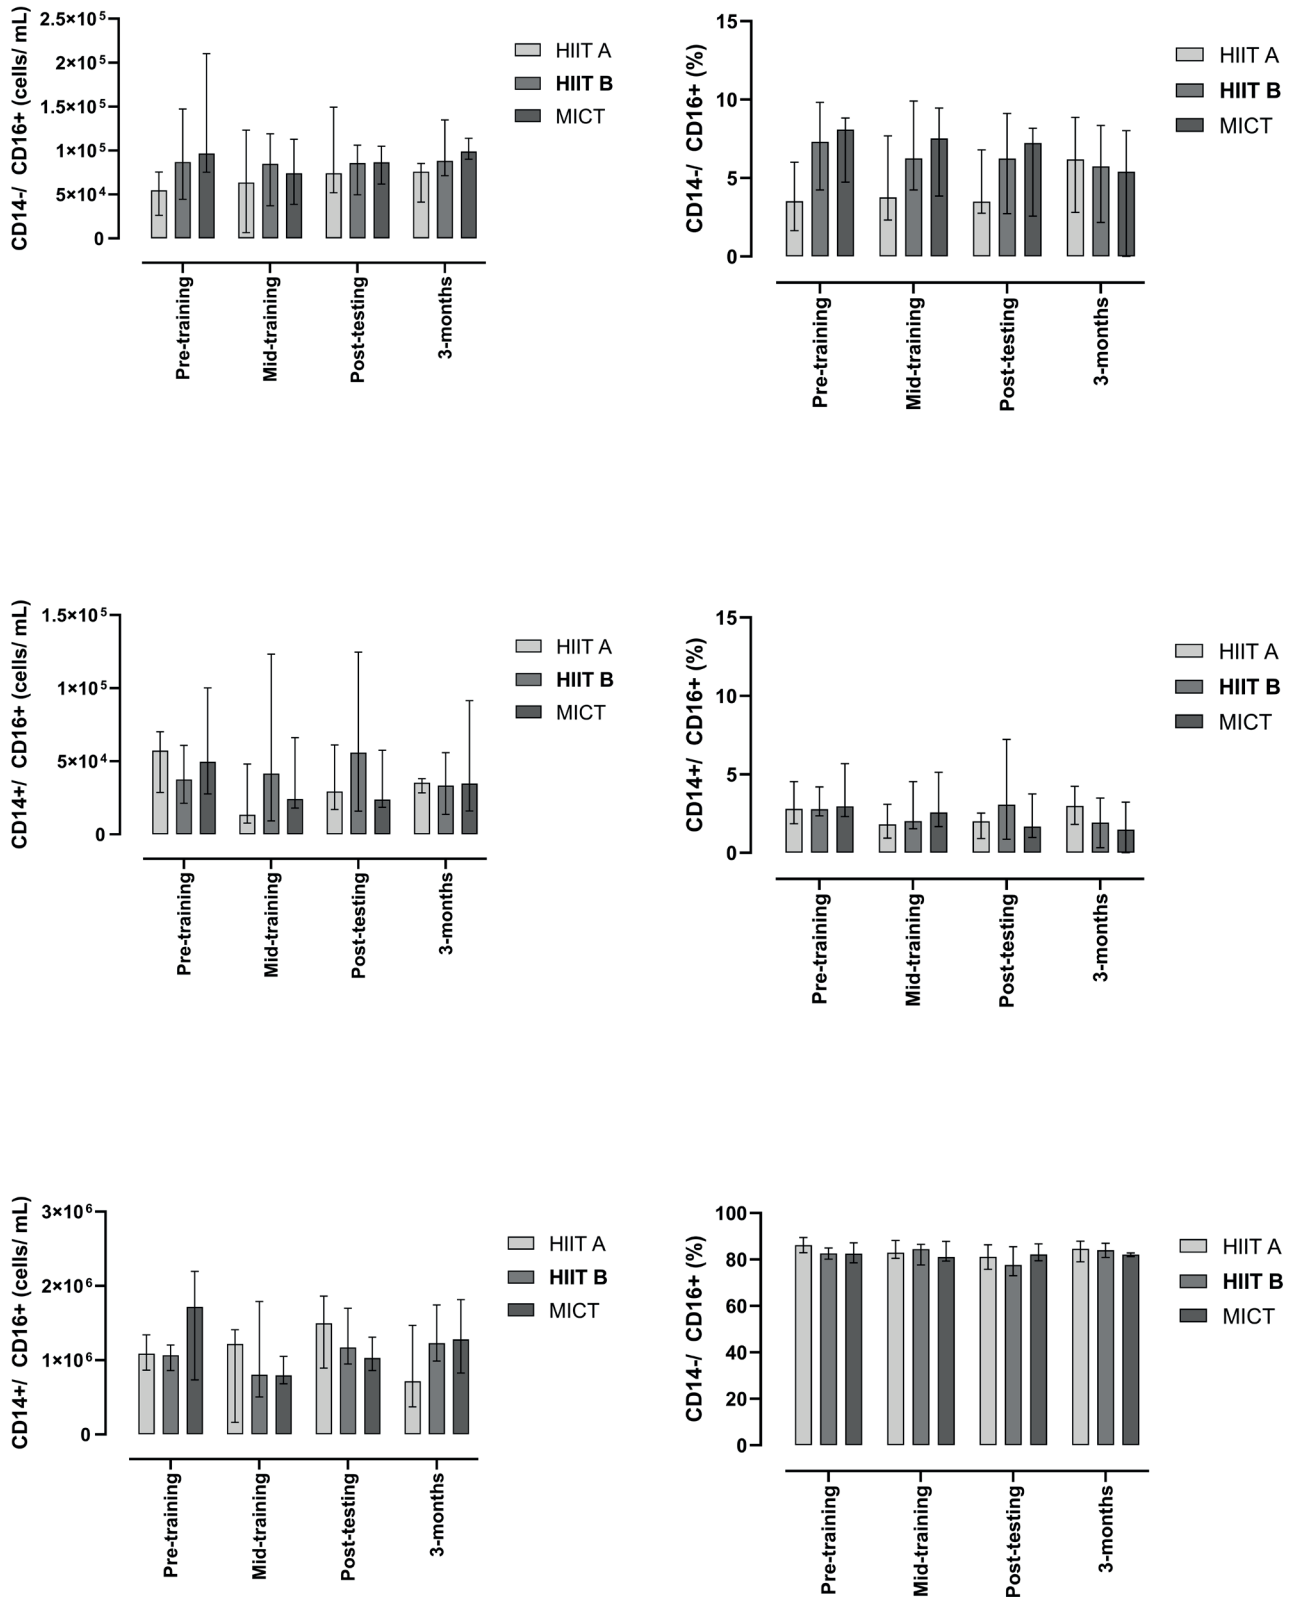 CD14-/ CD16+ (cells/ mL)
2.5×10⁵
2×10⁵
1.5×10⁵
1×10⁵
5×10⁴
0
Pre-training
Mid-training
Post-testing
3-months
HIIT A
HIIT B
MICT
CD14-/ CD16+ (%)
15
10
5
0
Pre-training
Mid-training
Post-testing
3-months
HIIT A
HIIT B
MICT
CD14+/ CD16+ (cells/ mL)
1.5×10⁵
1×10⁵
5×10⁴
0
Pre-training
Mid-training
Post-testing
3-months
HIIT A
HIIT B
MICT
CD14+/ CD16+ (%)
15
10
5
0
Pre-training
Mid-training
Post-testing
3-months
HIIT A
HIIT B
MICT
CD14+/ CD16+ (cells/ mL)
3×10⁶
2×10⁶
1×10⁶
0
Pre-training
Mid-training
Post-testing
3-months
HIIT A
HIIT B
MICT
CD14-/ CD16+ (%)
100
80
60
40
20
0
Pre-training
Mid-training
Post-testing
3-months
HIIT A
HIIT B
MICT